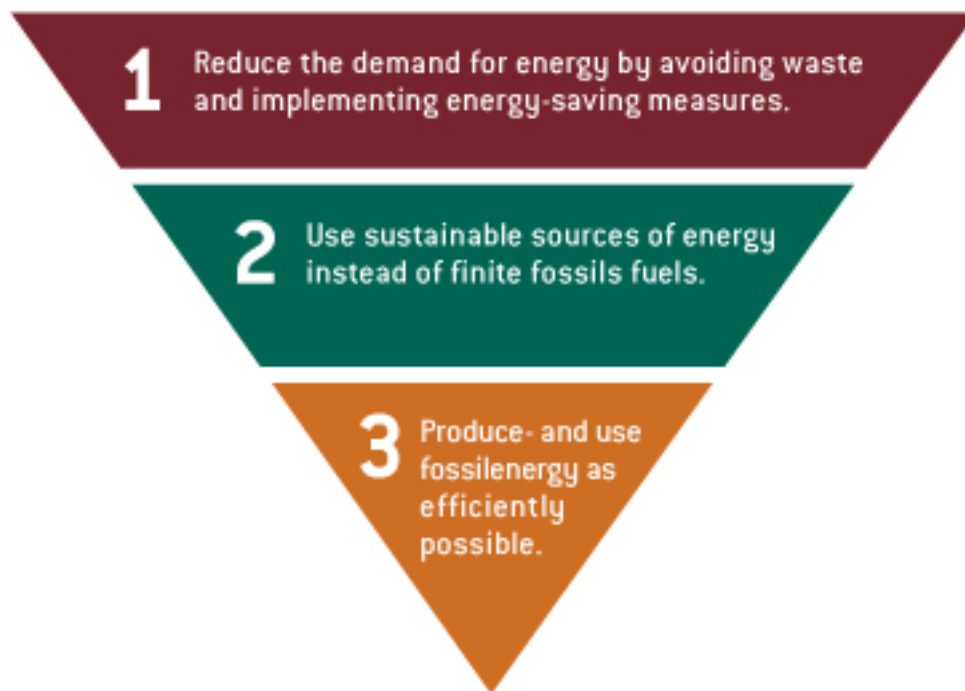 1 Reduce the demand for energy by avoiding waste
and implementing energy-saving measures.
2 Use sustainable sources of energy
instead of finite fossils fuels.
3 Produce- and use
fossilenergy as
efficiently
possible.